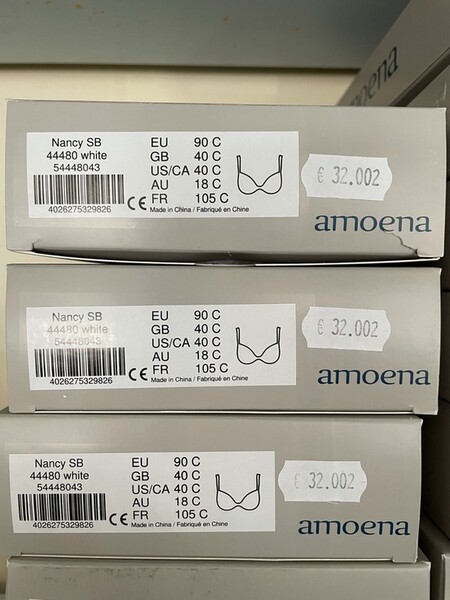 amoena
Nancy SB
44480 white
54448043
4026275329826
EU 90 C
GB 40 C
US/CA 40 C
AU 18 C
FR 105 C
CE Made in China / Fabriqué en Chine
€ 32.002
amoena
Nancy SB
44480 white
54448043
4026275329826
EU 90 C
GB 40 C
US/CA 40 C
AU 18 C
FR 105 C
CE Made in China / Fabriqué en Chine
€ 32.002
amoena
Nancy SB
44480 white
54448043
4026275329826
EU 90 C
GB 40 C
US/CA 40 C
AU 18 C
FR 105 C
CE Made in China / Fabriqué en Chine
€ 32.002
amoena